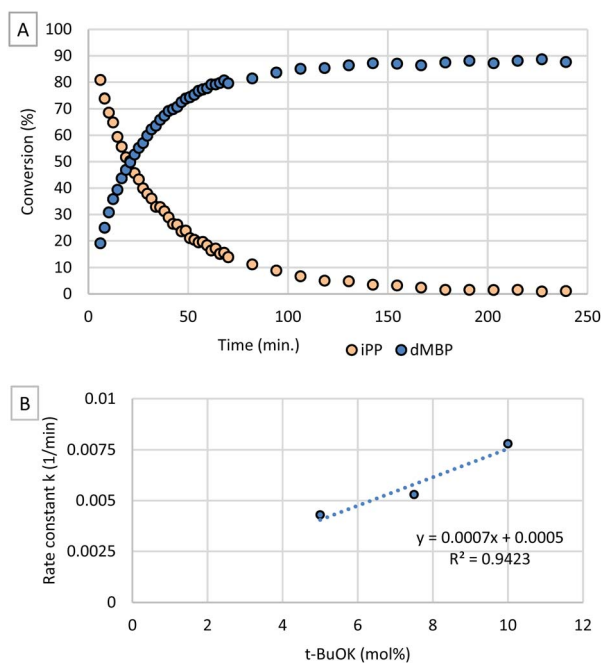 A
100
90
80
70
60
50
40
30
20
10
0
Conversion (%)
0 50 100 150 200 250
Time (min.)
iPP dMBP
B
0.01
0.0075
0.005
0.0025
0
Rate constant k (1/min)
y = 0.0007x + 0.0005
R² = 0.9423
0 2 4 6 8 10 12
t-BuOK (mol%)